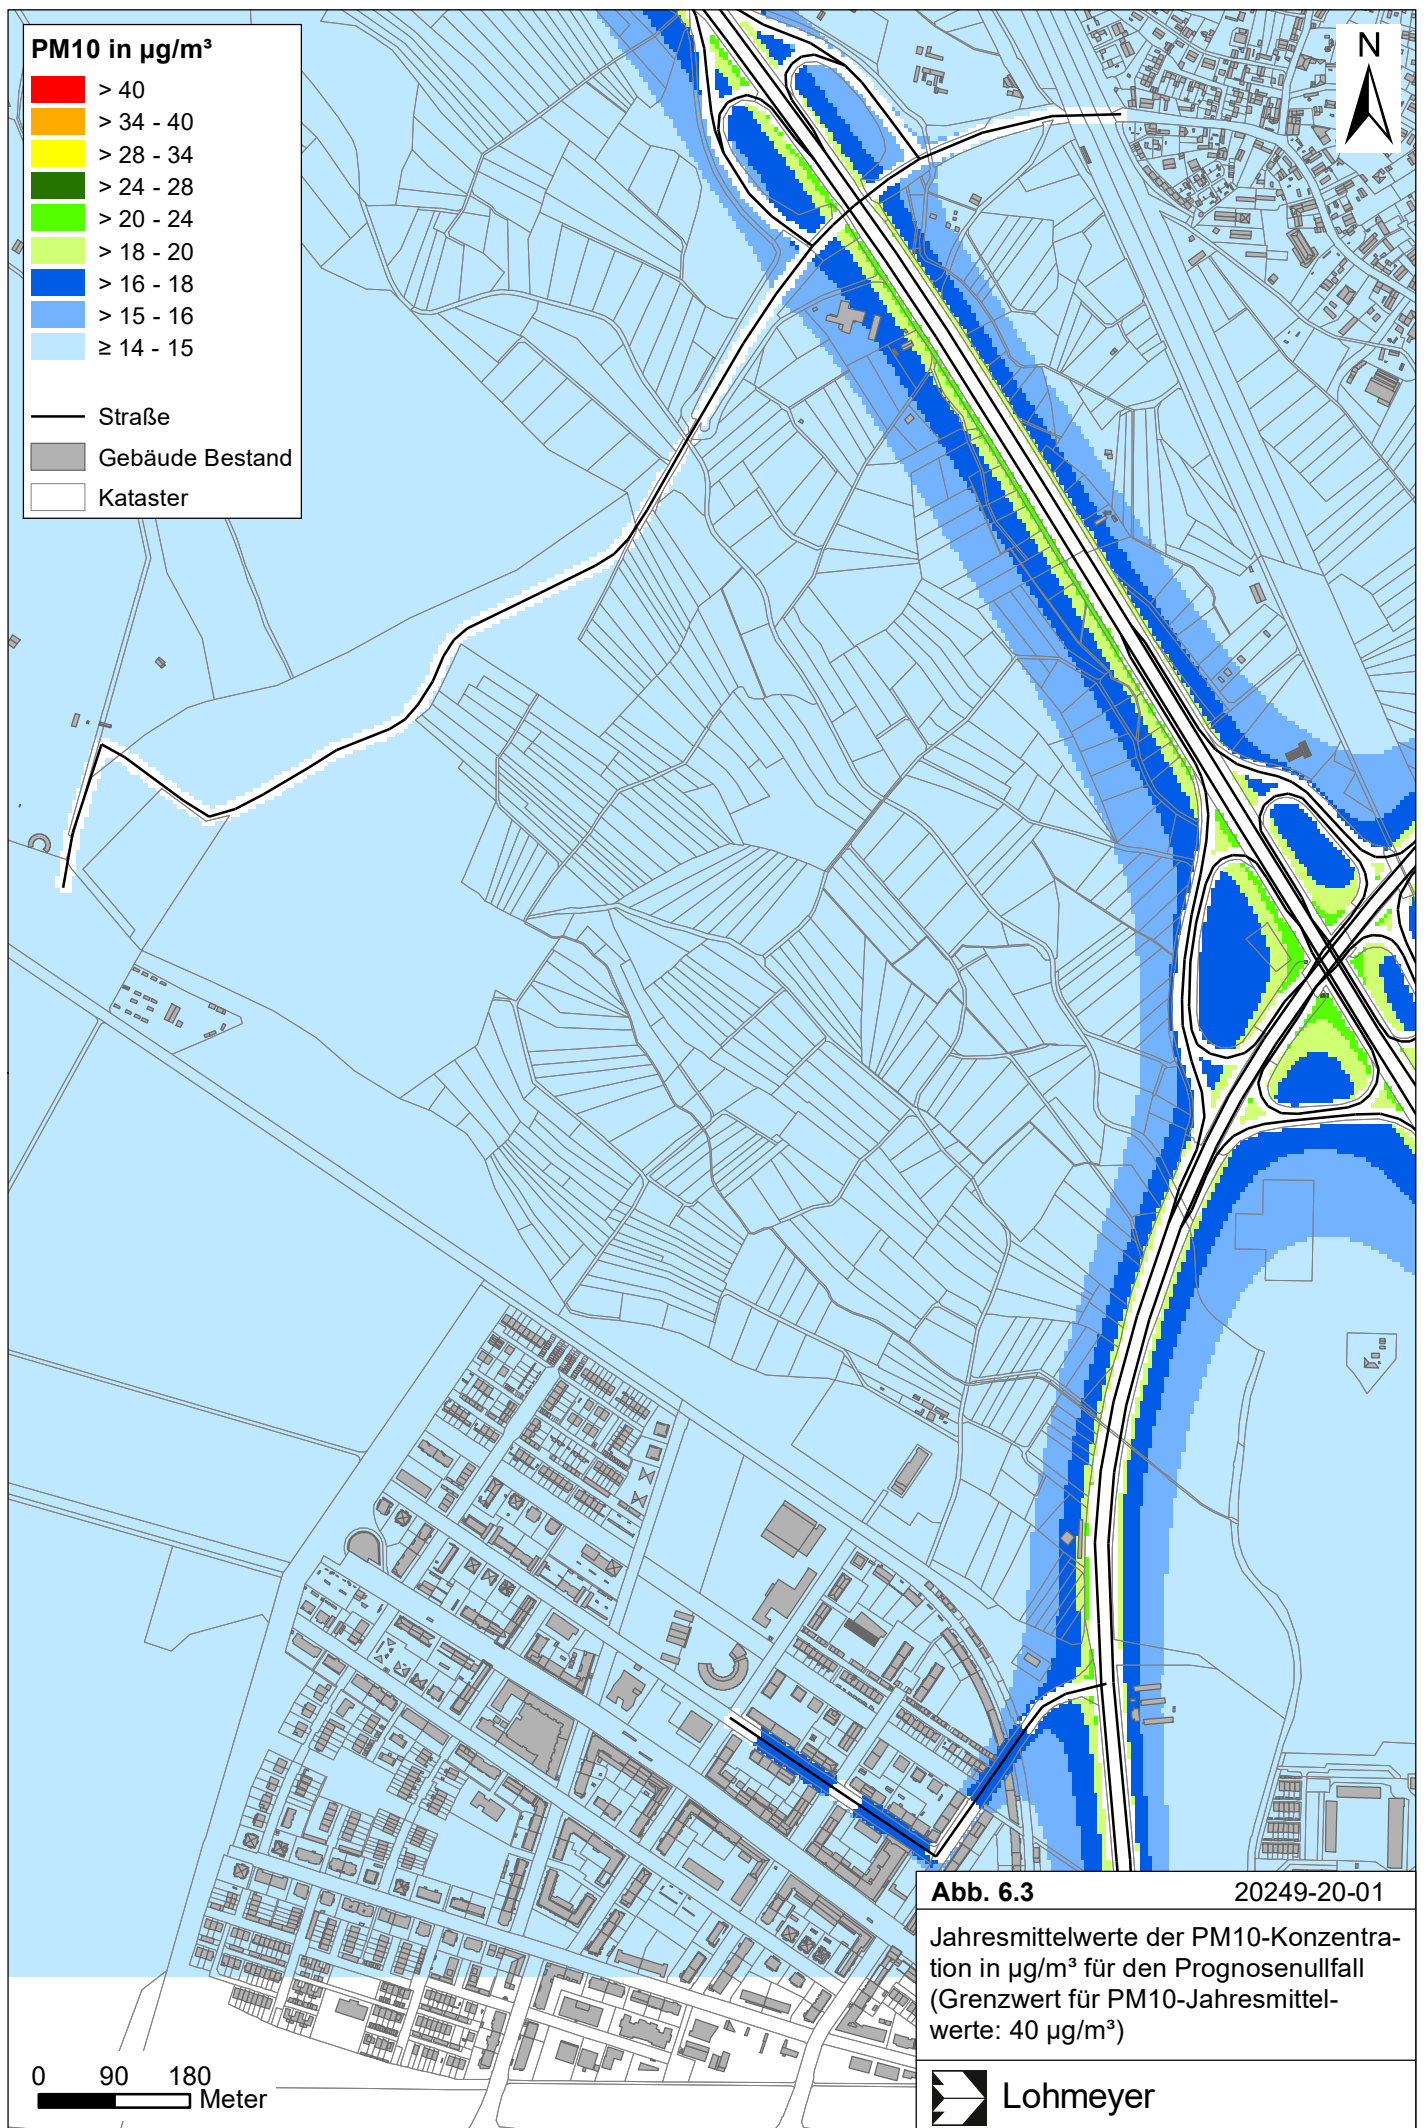 PM10 in µg/m³
> 40
> 34 - 40
> 28 - 34
> 24 - 28
> 20 - 24
> 18 - 20
> 16 - 18
> 15 - 16
≥ 14 - 15
Straße
Gebäude Bestand
Kataster
N
0 90 180
Meter
Abb. 6.3 20249-20-01
Jahresmittelwerte der PM10-Konzentra-
tion in µg/m³ für den Prognosenullfall
(Grenzwert für PM10-Jahresmittel-
werte: 40 µg/m³)
Lohmeyer